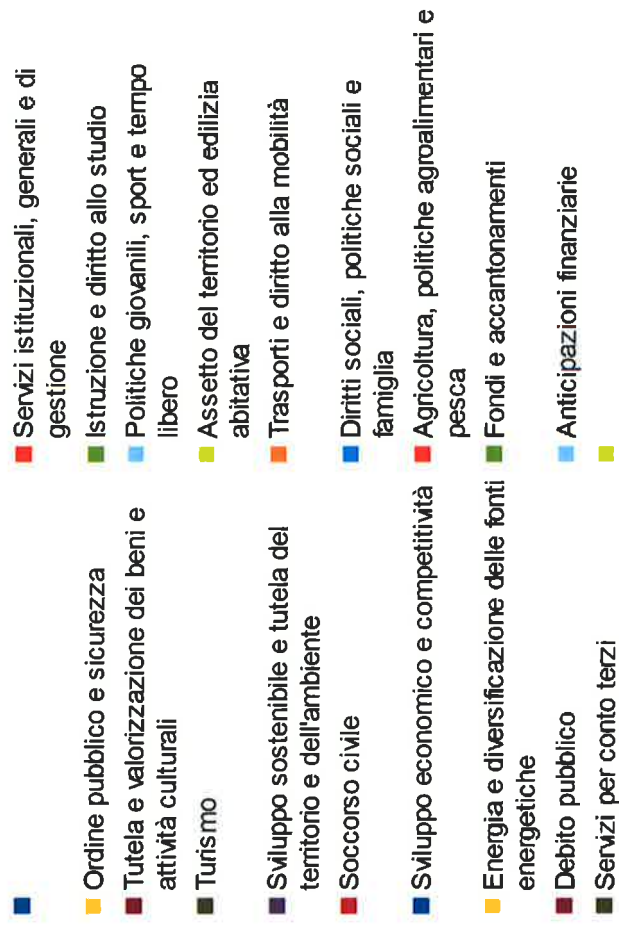 Servizi istituzionali, generali e di
gestione
Ordine pubblico e sicurezza
Istruzione e diritto allo studio
Tutela e valorizzazione dei beni e
attività culturali
Politiche giovanili, sport e tempo
libero
Turismo
Assetto del territorio ed edilizia
abitativa
Sviluppo sostenibile e tutela del
territorio e dell'ambiente
Trasporti e diritto alla mobilità
Soccorso civile
Diritti sociali, politiche sociali e
famiglia
Sviluppo economico e competitività
Agricoltura, politiche agroalimentari e
pesca
Energia e diversificazione delle fonti
energetiche
Fondi e accantonamenti
Debito pubblico
Anticipazioni finanziarie
Servizi per conto terzi